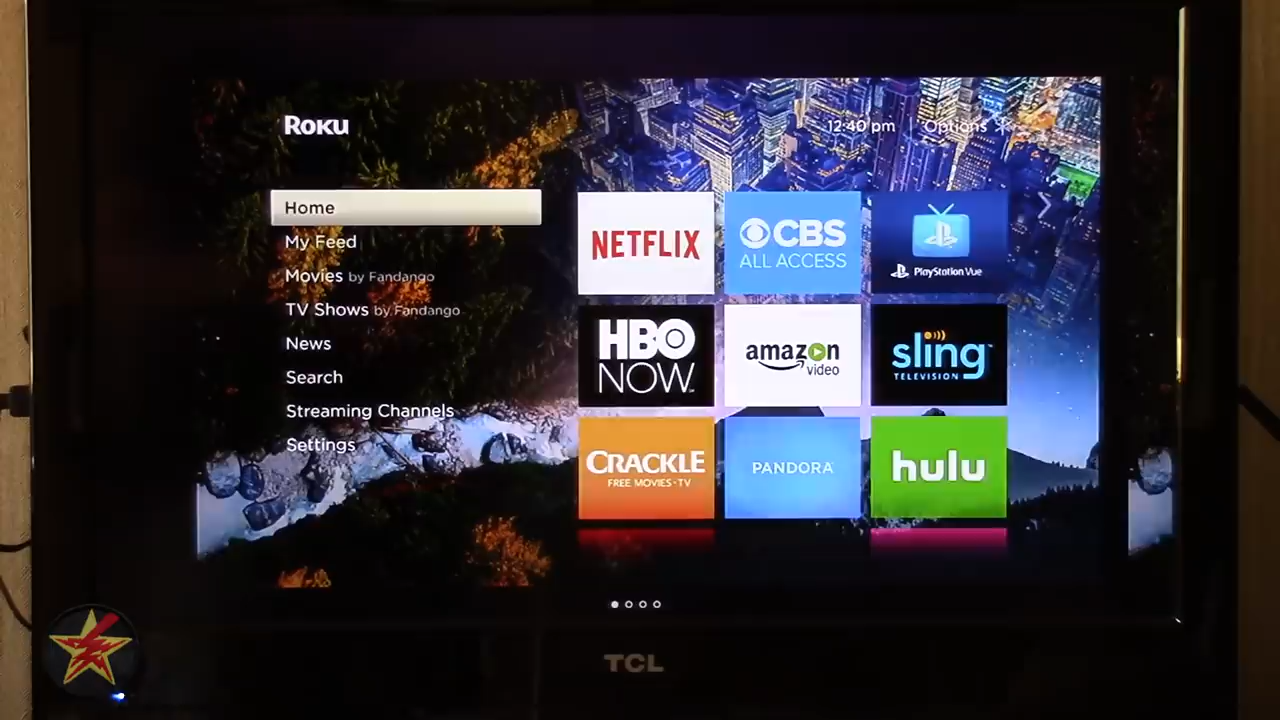 Roku
12:40 pm
Options
Home
My Feed
Movies by Fandango
TV Shows by Fandango
News
Search
Streaming Channels
Settings
NETFLIX
CBS
ALL ACCESS
PlayStation Vue
HBO
NOW
amazon
video
sling
TELEVISION
CRACKLE
FREE MOVIES·TV
PANDORA
hulu
TCL